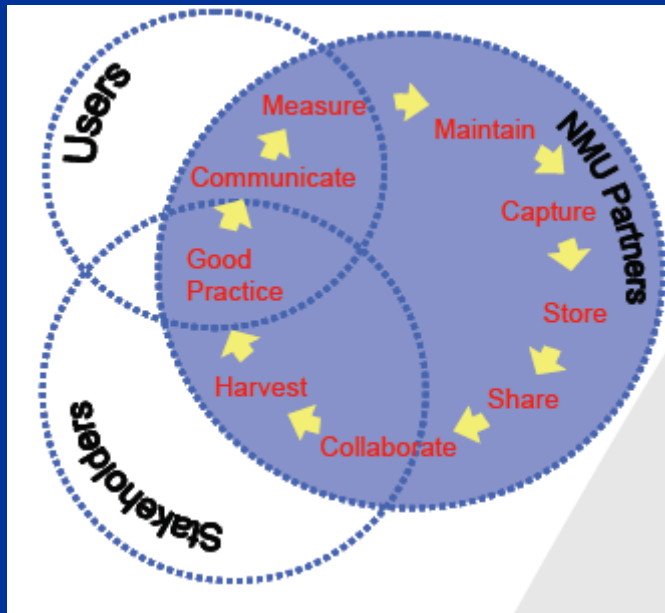 Users
Measure
Maintain
NMU Partners
Communicate
Capture
Good
Practice
Store
Harvest
Share
Collaborate
Stakeholders